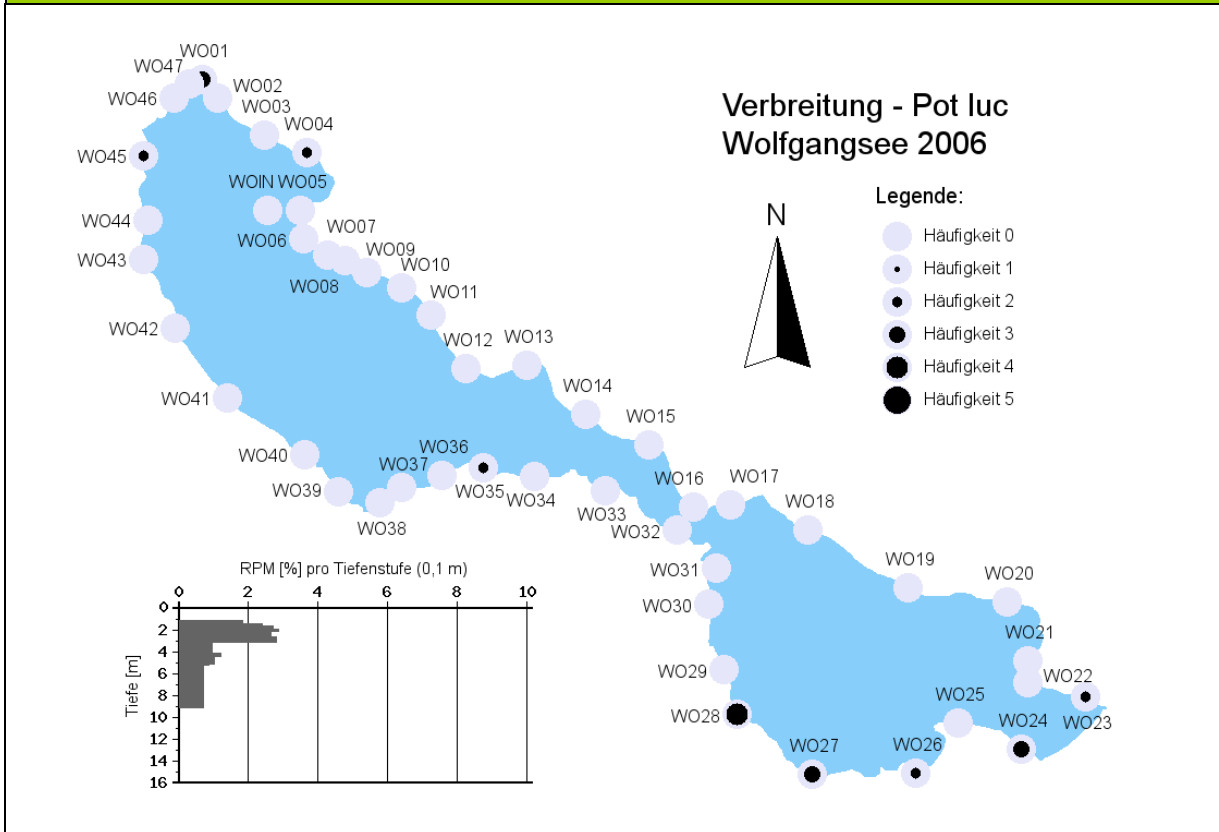 Verbreitung - Pot luc
Wolfgangsee 2006
Legende:
Häufigkeit 0
Häufigkeit 1
Häufigkeit 2
Häufigkeit 3
Häufigkeit 4
Häufigkeit 5
N
WO01
WO47
WO02
WO46
WO03
WO04
WO45
WOIN
WO05
WO44
WO06
WO07
WO43
WO08
WO09
WO10
WO11
WO42
WO12
WO13
WO41
WO14
WO15
WO40
WO36
WO37
WO39
WO35
WO34
WO38
WO33
WO16
WO17
WO32
WO18
WO31
WO19
WO20
WO30
WO21
WO29
WO22
WO28
WO25
WO23
WO24
WO27
WO26
RPM [%] pro Tiefenstufe (0,1 m)
0 2 4 6 8 10
Tiefe [m]
0
2
4
6
8
10
12
14
16